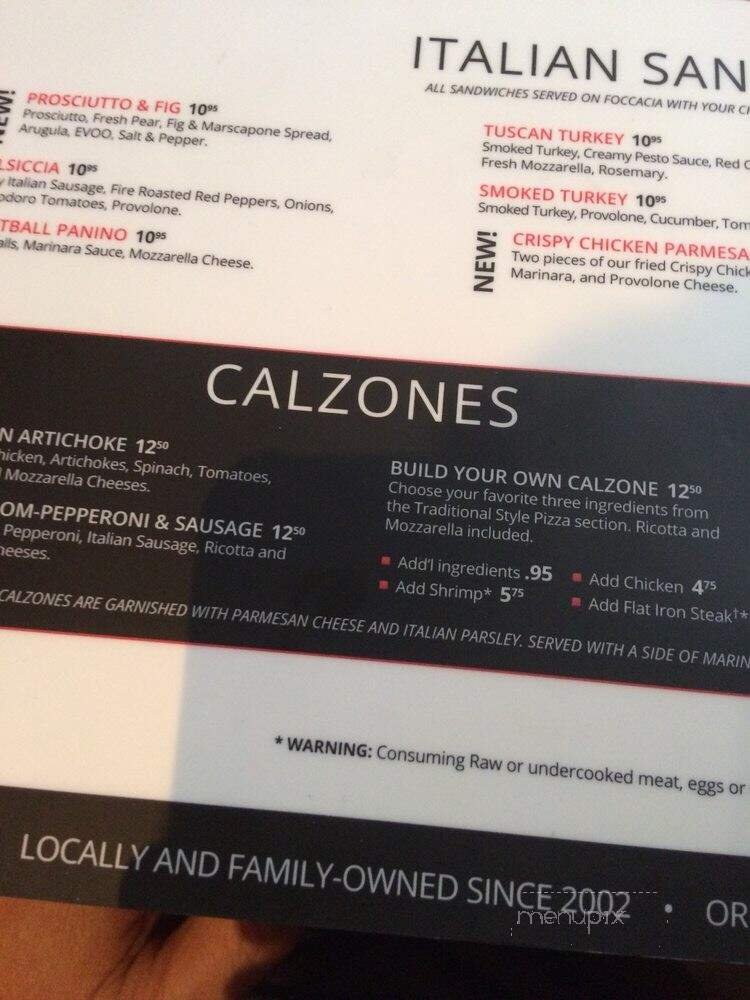 ITALIAN SAN
ALL SANDWICHES SERVED ON FOCCACIA WITH YOUR
NEW!
PROSCIUTTO & FIG 10⁹⁵
Prosciutto, Fresh Pear, Fig & Marscapone Spread,
Arugula, EVOO, Salt & Pepper.
LSICCIA 10⁹⁵
Italian Sausage, Fire Roasted Red Peppers, Onions,
odoro Tomatoes, Provolone.
TBALL PANINO 10⁹⁵
alls, Marinara Sauce, Mozzarella Cheese.
TUSCAN TURKEY 10⁹⁵
Smoked Turkey, Creamy Pesto Sauce, Red
Fresh Mozzarella, Rosemary.
SMOKED TURKEY 10⁹⁵
Smoked Turkey, Provolone, Cucumber, Tom
NEW!
CRISPY CHICKEN PARMESA
Two pieces of our fried Crispy Chick
Marinara, and Provolone Cheese.
CALZONES
N ARTICHOKE 12⁵⁰
hicken, Artichokes, Spinach, Tomatoes,
Mozzarella Cheeses.
OM-PEPPERONI & SAUSAGE 12⁵⁰
Pepperoni, Italian Sausage, Ricotta and
heeses.
BUILD YOUR OWN CALZONE 12⁵⁰
Choose your favorite three ingredients from
the Traditional Style Pizza section. Ricotta and
Mozzarella included.
Add'l ingredients .95
Add Shrimp* 5⁷⁵
Add Chicken 4⁷⁵
Add Flat Iron Steak†*
CALZONES ARE GARNISHED WITH PARMESAN CHEESE AND ITALIAN PARSLEY. SERVED WITH A SIDE OF MARIN
* WARNING: Consuming Raw or undercooked meat, eggs or
LOCALLY AND FAMILY-OWNED SINCE 2002 • OR
menupix